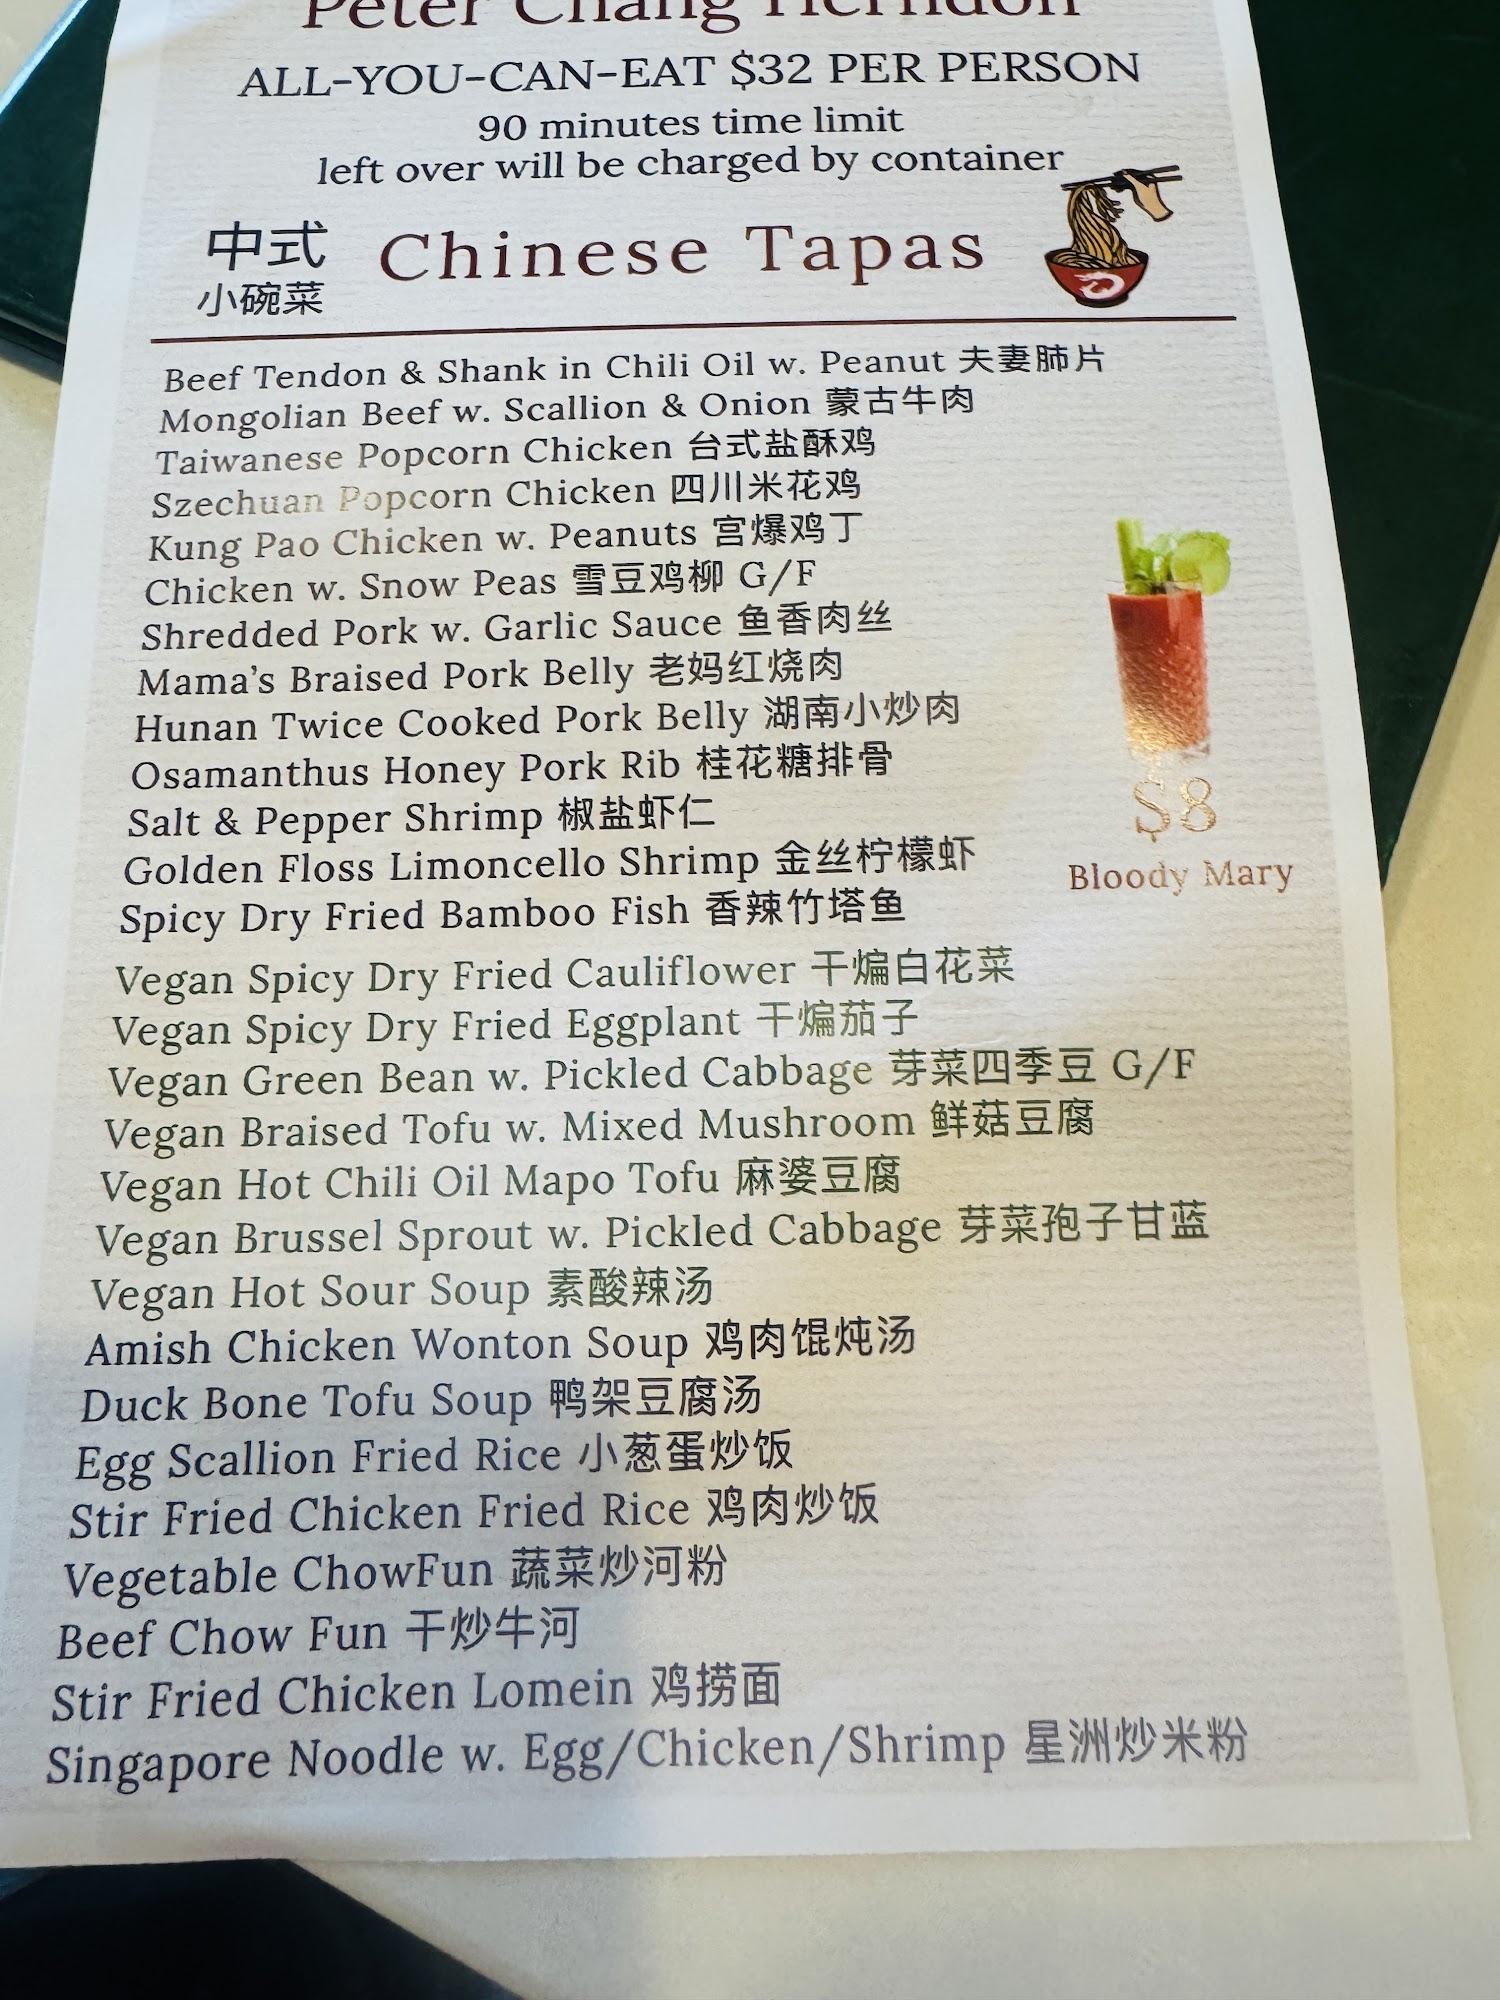 Peter Chang Herndon
ALL-YOU-CAN-EAT $32 PER PERSON
90 minutes time limit
left over will be charged by container
中式 Chinese Tapas
小碗菜
Beef Tendon & Shank in Chili Oil w. Peanut 夫妻肺片
Mongolian Beef w. Scallion & Onion 蒙古牛肉
Taiwanese Popcorn Chicken 台式盐酥鸡
Szechuan Popcorn Chicken 四川米花鸡
Kung Pao Chicken w. Peanuts 宫爆鸡丁
Chicken w. Snow Peas 雪豆鸡柳 G/F
Shredded Pork w. Garlic Sauce 鱼香肉丝
Mama's Braised Pork Belly 老妈红烧肉
Hunan Twice Cooked Pork Belly 湖南小炒肉
Osamanthus Honey Pork Rib 桂花糖排骨
Salt & Pepper Shrimp 椒盐虾仁
Golden Floss Limoncello Shrimp 金丝柠檬虾
Spicy Dry Fried Bamboo Fish 香辣竹塔鱼
$8
Bloody Mary
Vegan Spicy Dry Fried Cauliflower 干煸白花菜
Vegan Spicy Dry Fried Eggplant 干煸茄子
Vegan Green Bean w. Pickled Cabbage 芽菜四季豆 G/F
Vegan Braised Tofu w. Mixed Mushroom 鲜菇豆腐
Vegan Hot Chili Oil Mapo Tofu 麻婆豆腐
Vegan Brussel Sprout w. Pickled Cabbage 芽菜孢子甘蓝
Vegan Hot Sour Soup 素酸辣汤
Amish Chicken Wonton Soup 鸡肉馄炖汤
Duck Bone Tofu Soup 鸭架豆腐汤
Egg Scallion Fried Rice 小葱蛋炒饭
Stir Fried Chicken Fried Rice 鸡肉炒饭
Vegetable ChowFun 蔬菜炒河粉
Beef Chow Fun 干炒牛河
Stir Fried Chicken Lomein 鸡捞面
Singapore Noodle w. Egg/Chicken/Shrimp 星洲炒米粉